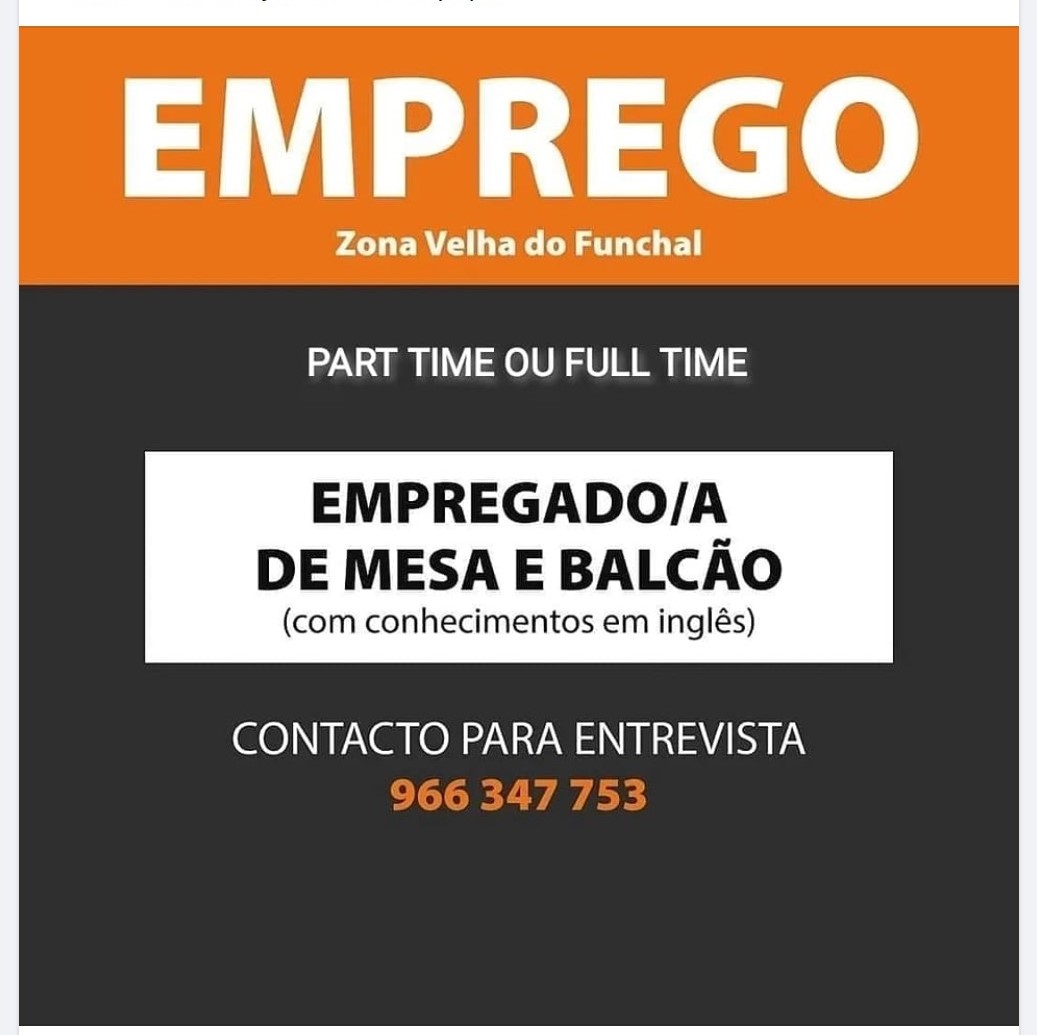 EMPREGO
Zona Velha do Funchal
PART TIME OU FULL TIME
EMPREGADO/A
DE MESA E BALCÃO
(com conhecimentos em inglês)
CONTACTO PARA ENTREVISTA
966 347 753